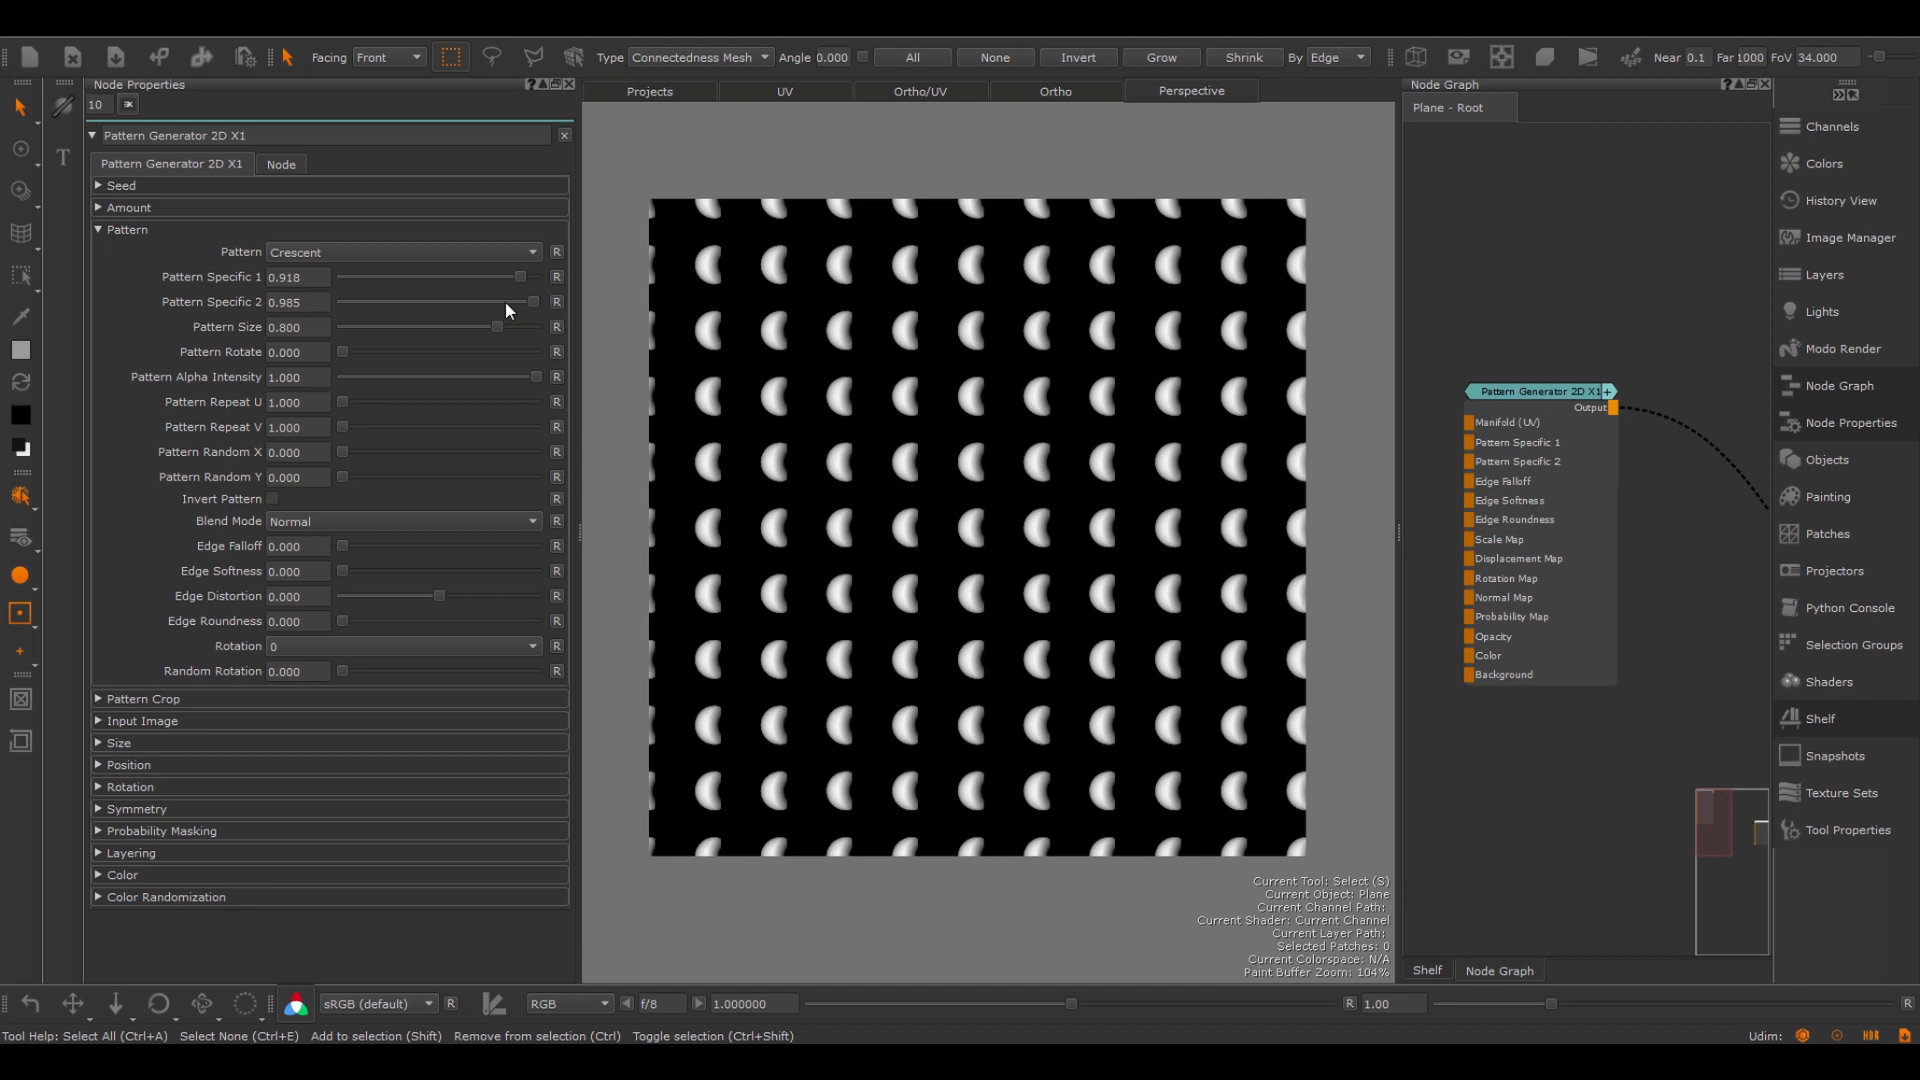 Facing Front Type Connectedness Mesh Angle 0.000 All None Invert Grow Shrink By Edge Near 0.1 Far 1000 FoV 34.000
Node Properties
10
Pattern Generator 2D X1
Pattern Generator 2D X1 Node
Seed
Amount
Pattern
Pattern Crescent R
Pattern Specific 1 0.918 R
Pattern Specific 2 0.985 R
Pattern Size 0.800 R
Pattern Rotate 0.000 R
Pattern Alpha Intensity 1.000 R
Pattern Repeat U 1.000 R
Pattern Repeat V 1.000 R
Pattern Random X 0.000 R
Pattern Random Y 0.000 R
Invert Pattern R
Blend Mode Normal R
Edge Falloff 0.000 R
Edge Softness 0.000 R
Edge Distortion 0.000 R
Edge Roundness 0.000 R
Rotation 0 R
Random Rotation 0.000 R
Pattern Crop
Input Image
Size
Position
Rotation
Symmetry
Probability Masking
Layering
Color
Color Randomization
Projects UV Ortho/UV Ortho Perspective
Current Tool: Select (S)
Current Object: Plane
Current Channel Path:
Current Shader: Current Channel
Current Layer Path:
Selected Patches: 0
Current Colorspace: N/A
Paint Buffer Zoom: 104%
Node Graph
Plane - Root
Pattern Generator 2D X1 +
Output
Manifold (UV)
Pattern Specific 1
Pattern Specific 2
Edge Falloff
Edge Softness
Edge Roundness
Scale Map
Displacement Map
Rotation Map
Normal Map
Probability Map
Opacity
Color
Background
Shelf Node Graph
Channels
Colors
History View
Image Manager
Layers
Lights
Modo Render
Node Graph
Node Properties
Objects
Painting
Patches
Projectors
Python Console
Selection Groups
Shaders
Shelf
Snapshots
Texture Sets
Tool Properties
sRGB (default) R RGB f/8 1.000000 R 1.00 R
Tool Help: Select All (Ctrl+A) Select None (Ctrl+E) Add to selection (Shift) Remove from selection (Ctrl) Toggle selection (Ctrl+Shift) Udim: HDR